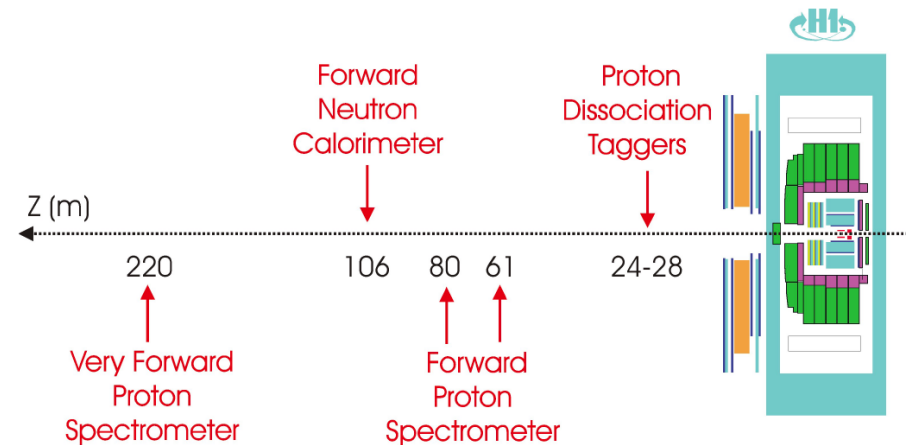 H1
Forward
Neutron
Calorimeter
Proton
Dissociation
Taggers
Z (m)
220
106
80
61
24-28
Very Forward
Proton
Spectrometer
Forward
Proton
Spectrometer